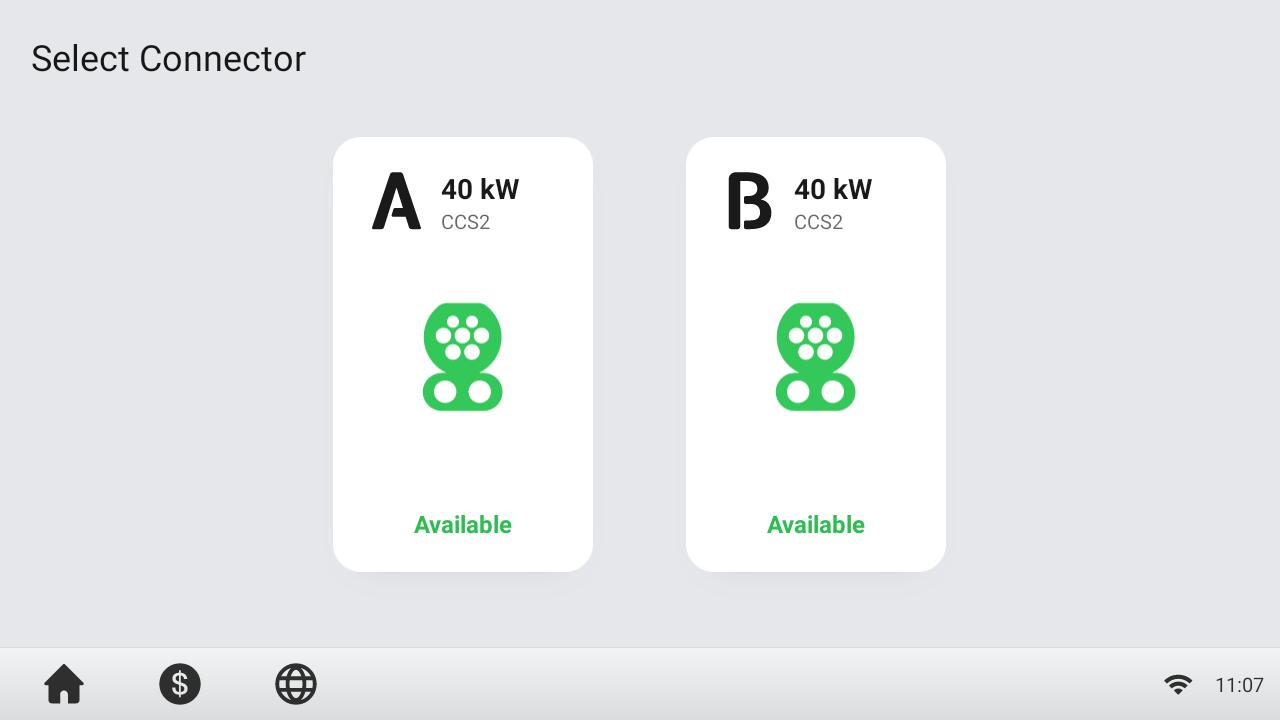 Select Connector
A
40 kW
CCS2
Available
B
40 kW
CCS2
Available
$
11:07